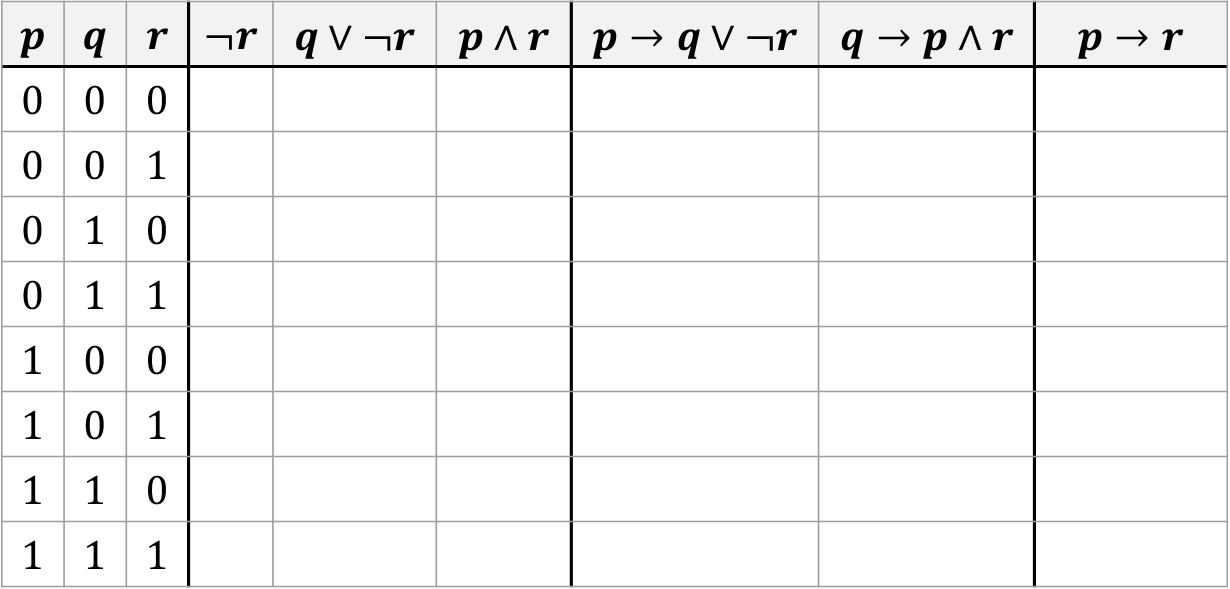 p q r ¬r q ∨ ¬r p ∧ r p → q ∨ ¬r q → p ∧ r p → r
0 0 0
0 0 1
0 1 0
0 1 1
1 0 0
1 0 1
1 1 0
1 1 1